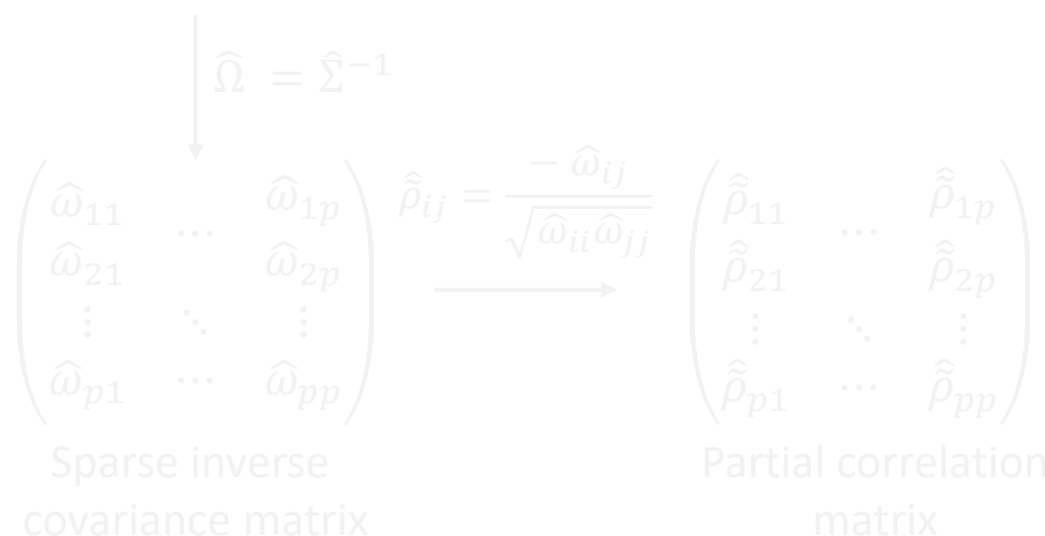 Ω̂ = Σ̂⁻¹
ω̂₁₁ … ω̂₁ₚ
ω̂₂₁ ω̂₂ₚ
⋮ ⋱ ⋮
ω̂ₚ₁ … ω̂ₚₚ
ρ̃̂ᵢⱼ = −ω̂ᵢⱼ / √ω̂ᵢᵢω̂ⱼⱼ
ρ̃̂₁₁ … ρ̃̂₁ₚ
ρ̃̂₂₁ ρ̃̂₂ₚ
⋮ ⋱ ⋮
ρ̃̂ₚ₁ … ρ̃̂ₚₚ
Sparse inverse
covariance matrix
Partial correlation
matrix